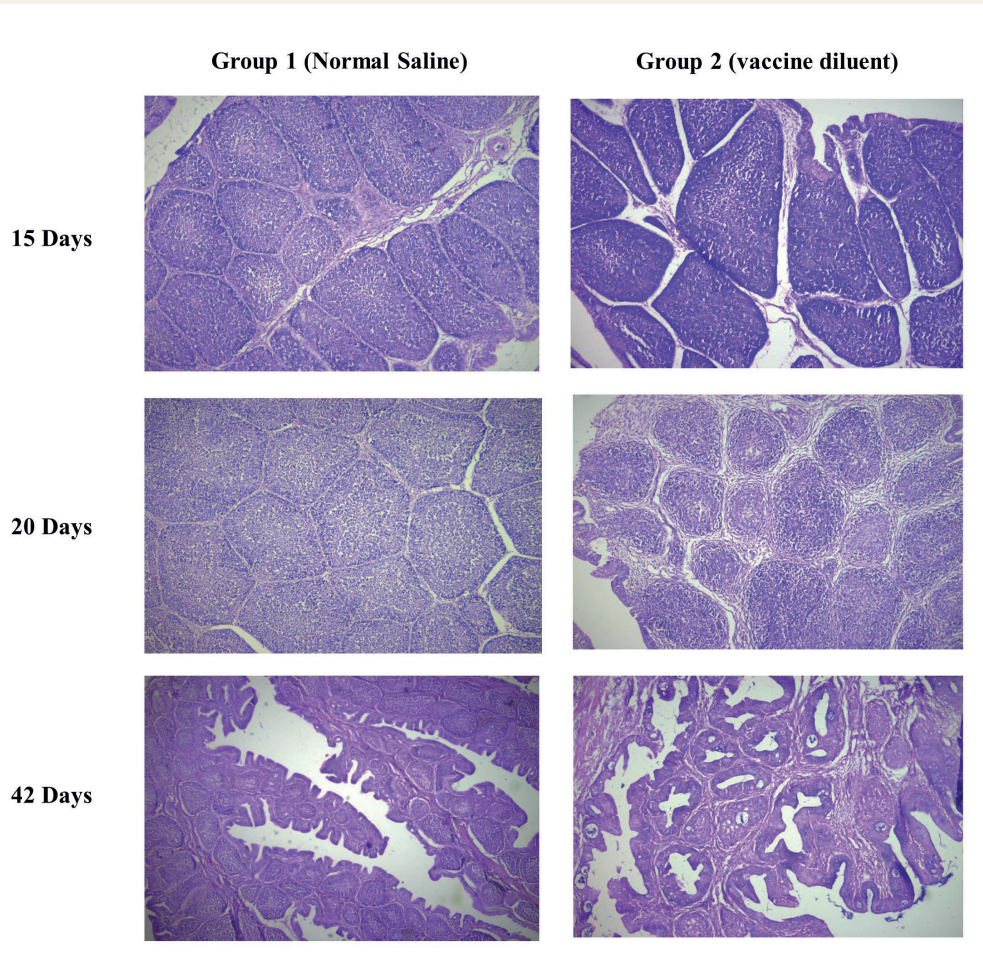 Group 1 (Normal Saline)
Group 2 (vaccine diluent)
15 Days
20 Days
42 Days